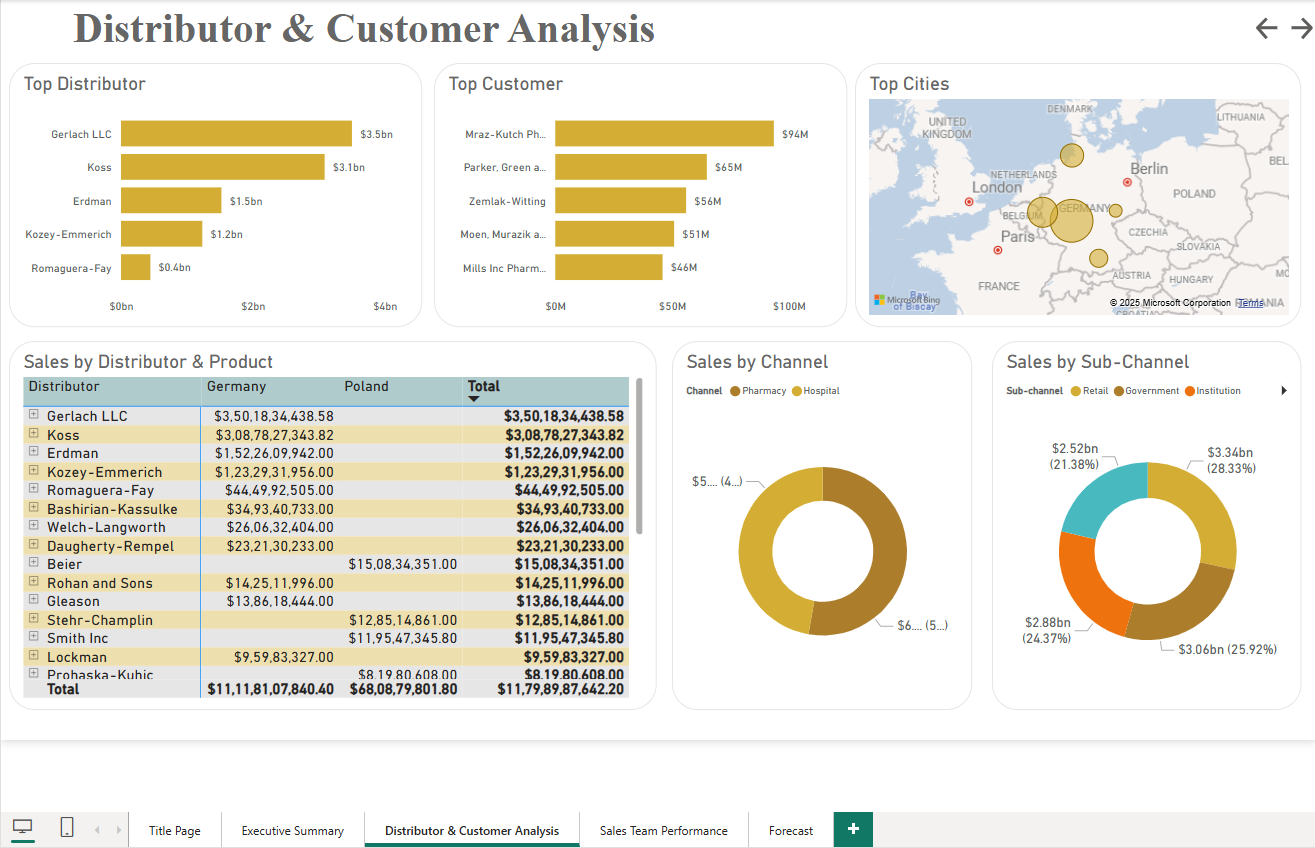 Distributor & Customer Analysis
Top Distributor
Gerlach LLC $3.5bn
Koss $3.1bn
Erdman $1.5bn
Kozey-Emmerich $1.2bn
Romaguera-Fay $0.4bn
$0bn $2bn $4bn
Top Customer
Mraz-Kutch Ph... $94M
Parker, Green a... $65M
Zemlak-Witting $56M
Moen, Murazik a... $51M
Mills Inc Pharm... $46M
$0M $50M $100M
Top Cities
DENMARK
LITHUANIA
UNITED
KINGDOM
BEL
Berlin
NETHERLANDS
London
POLAND
BELGIUM
GERMANY
Paris
CZECHIA
SLOVAKIA
AUSTRIA
HUNGARY
MO
FRANCE
Microsoft Bing
Bay
of Biscay
© 2025 Microsoft Corporation Terms
ROMANIA
CROATIA
Sales by Distributor & Product
Distributor Germany Poland Total
Gerlach LLC $3,50,18,34,438.58 $3,50,18,34,438.58
Koss $3,08,78,27,343.82 $3,08,78,27,343.82
Erdman $1,52,26,09,942.00 $1,52,26,09,942.00
Kozey-Emmerich $1,23,29,31,956.00 $1,23,29,31,956.00
Romaguera-Fay $44,49,92,505.00 $44,49,92,505.00
Bashirian-Kassulke $34,93,40,733.00 $34,93,40,733.00
Welch-Langworth $26,06,32,404.00 $26,06,32,404.00
Daugherty-Rempel $23,21,30,233.00 $23,21,30,233.00
Beier $15,08,34,351.00 $15,08,34,351.00
Rohan and Sons $14,25,11,996.00 $14,25,11,996.00
Gleason $13,86,18,444.00 $13,86,18,444.00
Stehr-Champlin $12,85,14,861.00 $12,85,14,861.00
Smith Inc $11,95,47,345.80 $11,95,47,345.80
Lockman $9,59,83,327.00 $9,59,83,327.00
Prohaska-Kuhic $8,19,80,608.00 $8,19,80,608.00
Total $11,11,81,07,840.40 $68,08,79,801.80 $11,79,89,87,642.20
Sales by Channel
Channel Pharmacy Hospital
$5.... (4...)
$6.... (5...)
Sales by Sub-Channel
Sub-channel Retail Government Institution
$2.52bn
(21.38%)
$3.34bn
(28.33%)
$2.88bn
(24.37%)
$3.06bn (25.92%)
Title Page
Executive Summary
Distributor & Customer Analysis
Sales Team Performance
Forecast
+